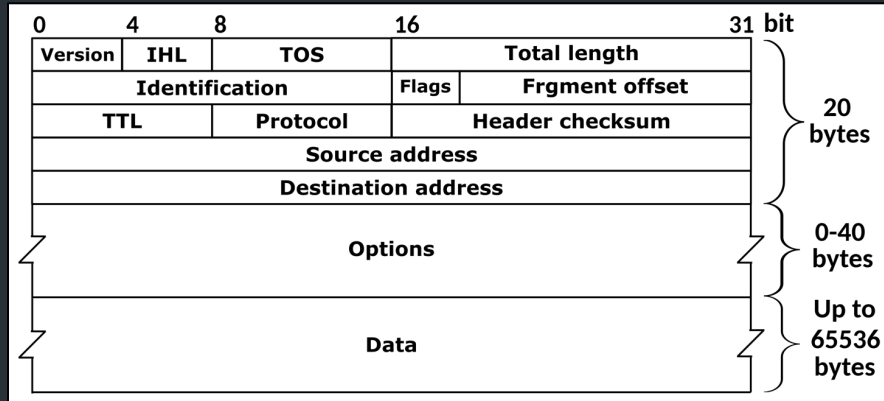 0 4 8 16 31 bit
Version IHL TOS Total length
Identification Flags Frgment offset
TTL Protocol Header checksum
Source address
Destination address
20
bytes
Options
0-40
bytes
Data
Up to
65536
bytes